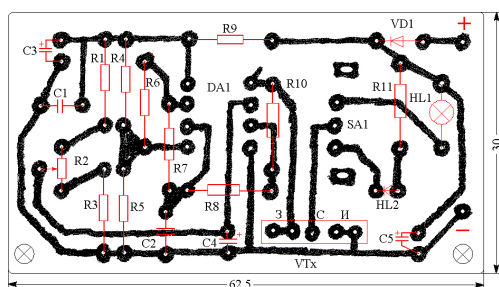 R9
VD1
+
C3
+
R1
R4
R6
DA1
R10
R11
HL1
C1
SA1
R2
R7
30
R3
R5
R8
HL2
З
С
И
C2
C4
+
VTx
C5
+
−
62.5